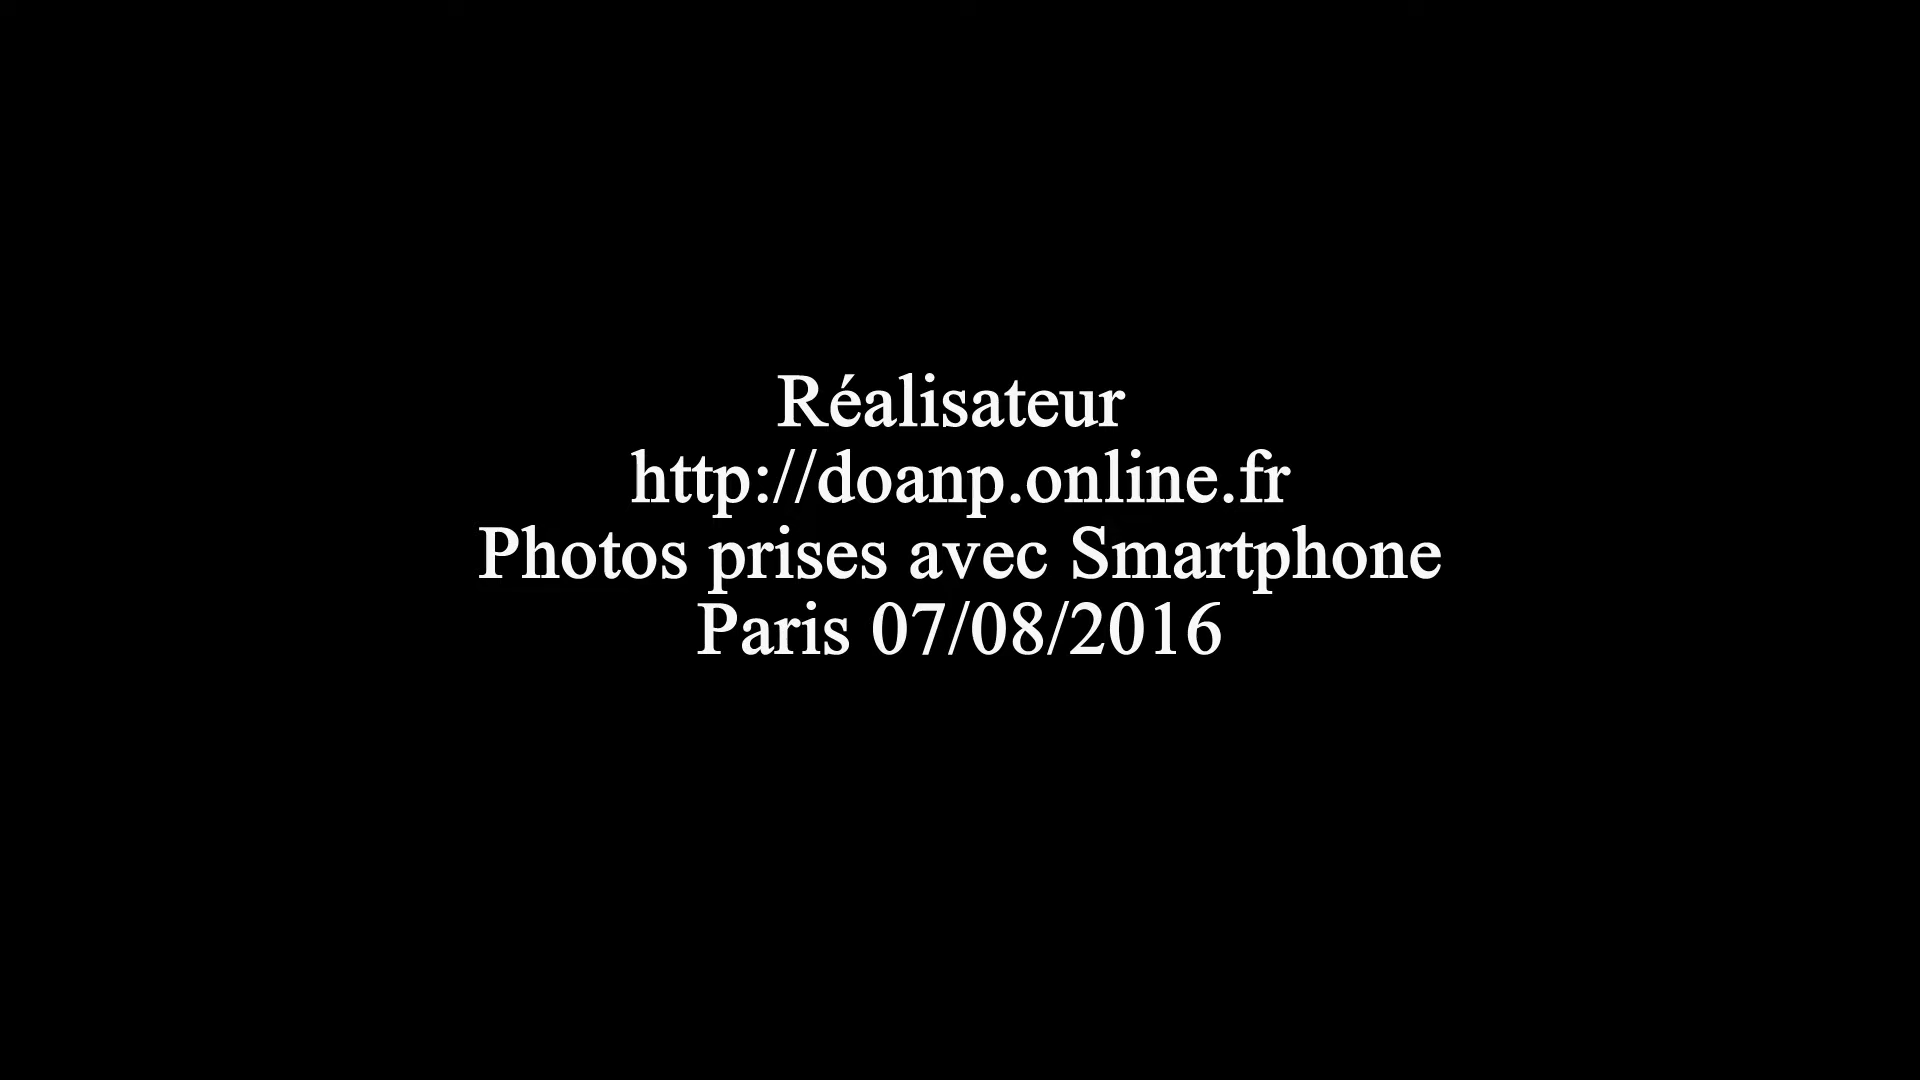 Réalisateur
http://doanp.online.fr
Photos prises avec Smartphone
Paris 07/08/2016